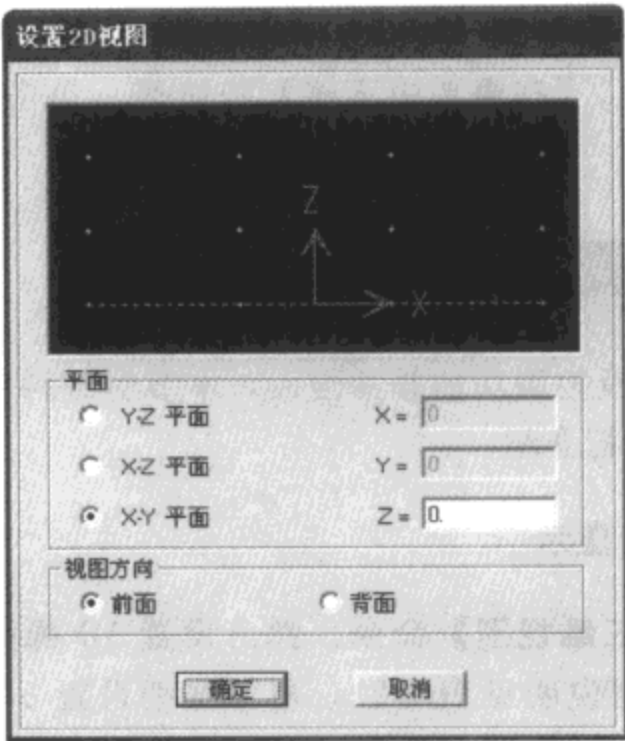 设置2D视图
Z
X
平面
Y-Z 平面
X= 0
X-Z 平面
Y= 0
X-Y 平面
Z= 0.
视图方向
前面
背面
确定
取消